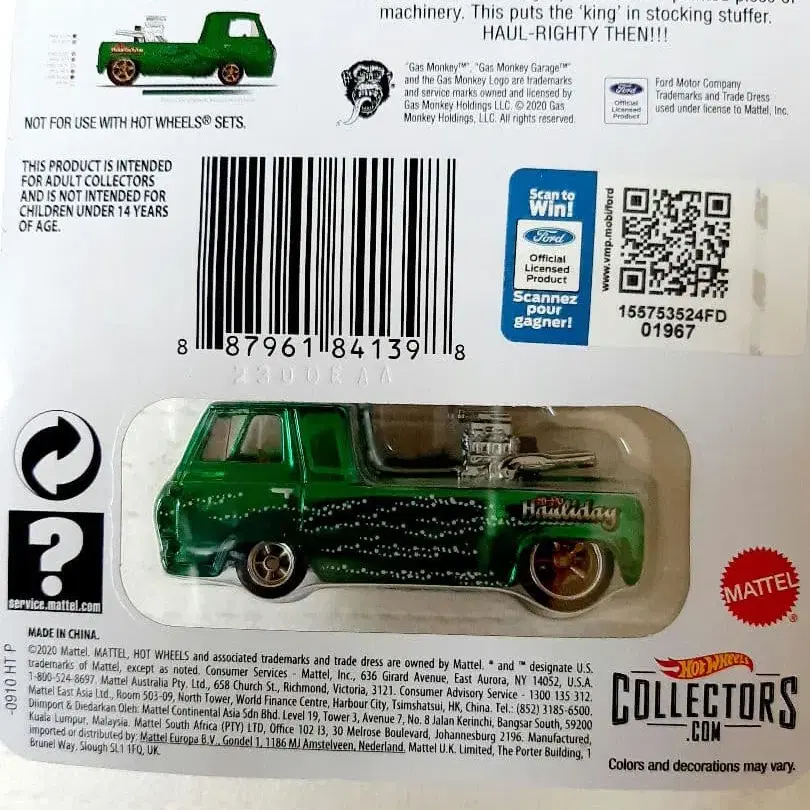 machinery. This puts the 'king' in stocking stuffer.
HAUL-RIGHTY THEN!!!
"Gas Monkey™", "Gas Monkey Garage"™
and the Gas Monkey Logo are trademarks
and service marks owned and licensed by
Gas Monkey Holdings LLC. © 2020 Gas
Monkey Holdings, LLC. All rights reserved.
Ford
Official
Licensed
Product
Ford Motor Company
Trademarks and Trade Dress
used under license to Mattel, Inc.
NOT FOR USE WITH HOT WHEELS® SETS.
THIS PRODUCT IS INTENDED
FOR ADULT COLLECTORS
AND IS NOT INTENDED FOR
CHILDREN UNDER 14 YEARS
OF AGE.
8 87961 84139 8
Scan to
Win!
Ford
Official
Licensed
Product
Scannez
pour
gagner!
www.vmp.mobi/ford
155753524FD
01967
Hauliday
?
service.mattel.com
MATTEL®
-0910 HT P
MADE IN CHINA.
©2020 Mattel. MATTEL, HOT WHEELS and associated trademarks and trade dress are owned by Mattel. ® and ™ designate U.S.
trademarks of Mattel, except as noted. Consumer Services - Mattel, Inc., 636 Girard Avenue, East Aurora, NY 14052, U.S.A.
1-800-524-8697. Mattel Australia Pty. Ltd., 658 Church St., Richmond, Victoria, 3121. Consumer Advisory Service - 1300 135 312.
Mattel East Asia Ltd., Room 503-09, North Tower, World Finance Centre, Harbour City, Tsimshatsui, HK, China. Tel.: (852) 3185-6500.
Diimport & Diedarkan Oleh: Mattel Continental Asia Sdn Bhd. Level 19, Tower 3, Avenue 7, No. 8 Jalan Kerinchi, Bangsar South, 59200
Kuala Lumpur, Malaysia. Mattel South Africa (PTY) LTD, Office 102 I3, 30 Melrose Boulevard, Johannesburg 2196. Manufactured,
imported or distributed by: Mattel Europa B.V., Gondel 1, 1186 MJ Amstelveen, Nederland. Mattel U.K. Limited, The Porter Building, 1
Brunel Way, Slough SL1 1FQ, UK.
HOT WHEELS
COLLECTORS
.COM
Colors and decorations may vary.